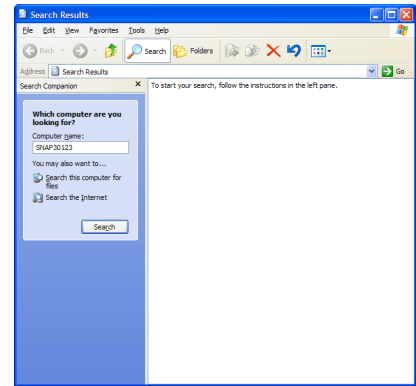 Search Results
File Edit View Favorites Tools Help
Back Search Folders
Address Search Results Go
Search Companion
To start your search, follow the instructions in the left pane.
Which computer are you
looking for?
Computer name:
SNAP30123
You may also want to...
Search this computer for
files
Search the Internet
Search